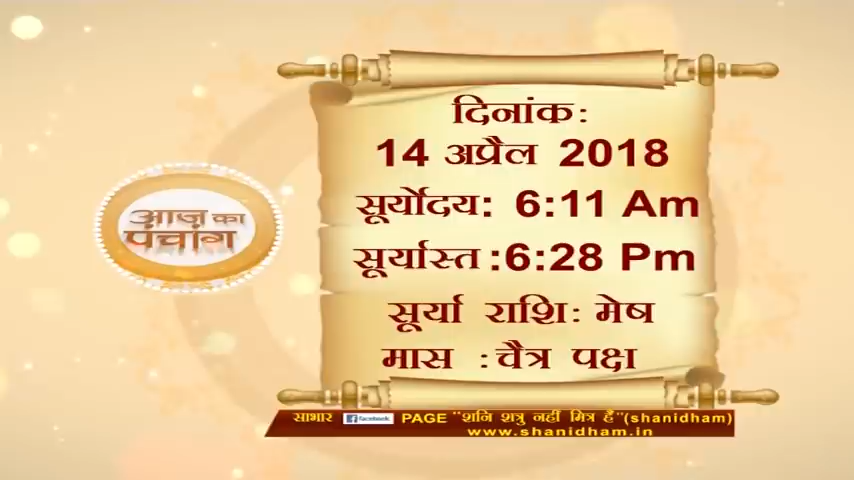 आज का
पंचांग
दिनांक:
14 अप्रैल 2018
सूर्योदय: 6:11 Am
सूर्यास्त :6:28 Pm
सूर्या राशि: मेष
मास :चैत्र पक्ष
साभार facebook PAGE "शनि शत्रु नहीं मित्र हैं"(shanidham)
www.shanidham.in